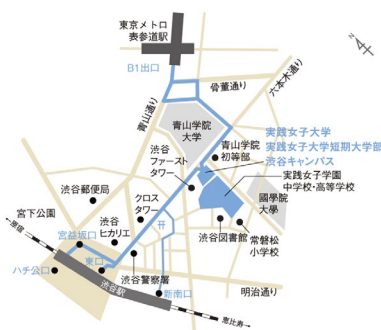 東京メトロ
表参道駅
B1出口
骨董通り
六本木通り
青山通り
青山学院
大学
実践女子大学
実践女子大学短期大学部
渋谷キャンパス
青山学院
初等部
渋谷
ファースト
タワー
実践女子学園
中学校・高等学校
國學院
大學
渋谷郵便局
クロス
タワー
宮下公園
渋谷
ヒカリエ
宮益坂口
渋谷図書館
常磐松
小学校
←原宿
ハチ公口
東口
渋谷警察署
渋谷駅
新南口
明治通り
恵比寿→